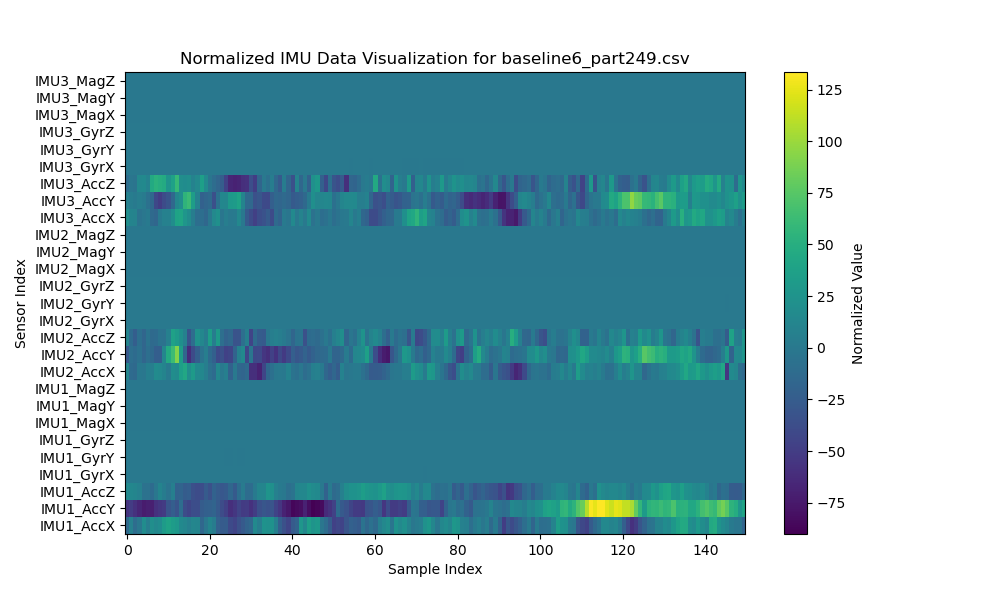 Normalized IMU Data Visualization for baseline6_part249.csv
IMU3_MagZ
IMU3_MagY
IMU3_MagX
IMU3_GyrZ
IMU3_GyrY
IMU3_GyrX
IMU3_AccZ
IMU3_AccY
IMU3_AccX
IMU2_MagZ
IMU2_MagY
IMU2_MagX
IMU2_GyrZ
IMU2_GyrY
IMU2_GyrX
IMU2_AccZ
IMU2_AccY
IMU2_AccX
IMU1_MagZ
IMU1_MagY
IMU1_MagX
IMU1_GyrZ
IMU1_GyrY
IMU1_GyrX
IMU1_AccZ
IMU1_AccY
IMU1_AccX
Sensor Index
0 20 40 60 80 100 120 140
Sample Index
125
100
75
50
25
0
−25
−50
−75
Normalized Value